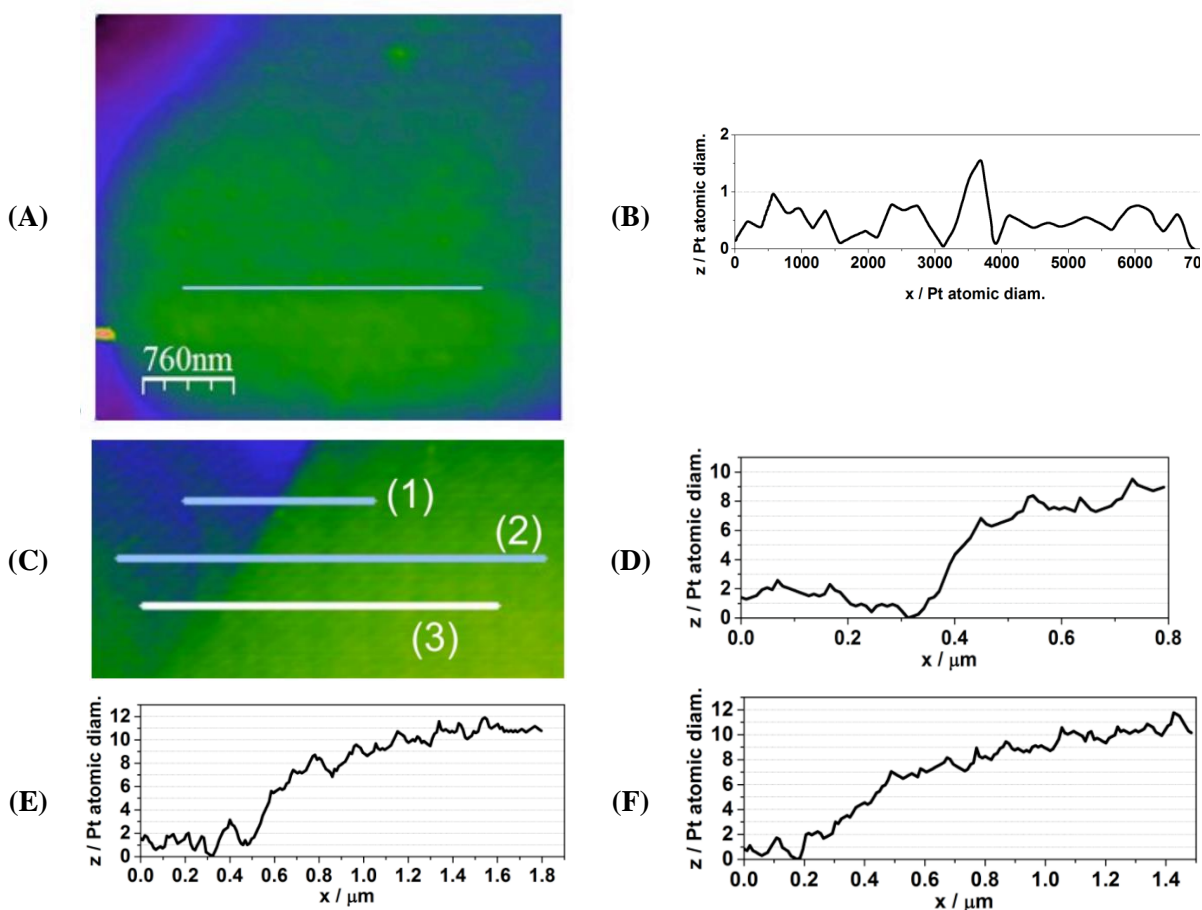 (A)
760nm
(B)
z / Pt atomic diam.
2
1
0
0 1000 2000 3000 4000 5000 6000 70
x / Pt atomic diam.
(C)
(1)
(2)
(3)
(D)
z / Pt atomic diam.
10
8
6
4
2
0
0.0 0.2 0.4 0.6 0.8
x / μm
(E)
z / Pt atomic diam.
12
10
8
6
4
2
0
0.0 0.2 0.4 0.6 0.8 1.0 1.2 1.4 1.6 1.8
x / μm
(F)
z / Pt atomic diam.
12
10
8
6
4
2
0
0.0 0.2 0.4 0.6 0.8 1.0 1.2 1.4
x / μm